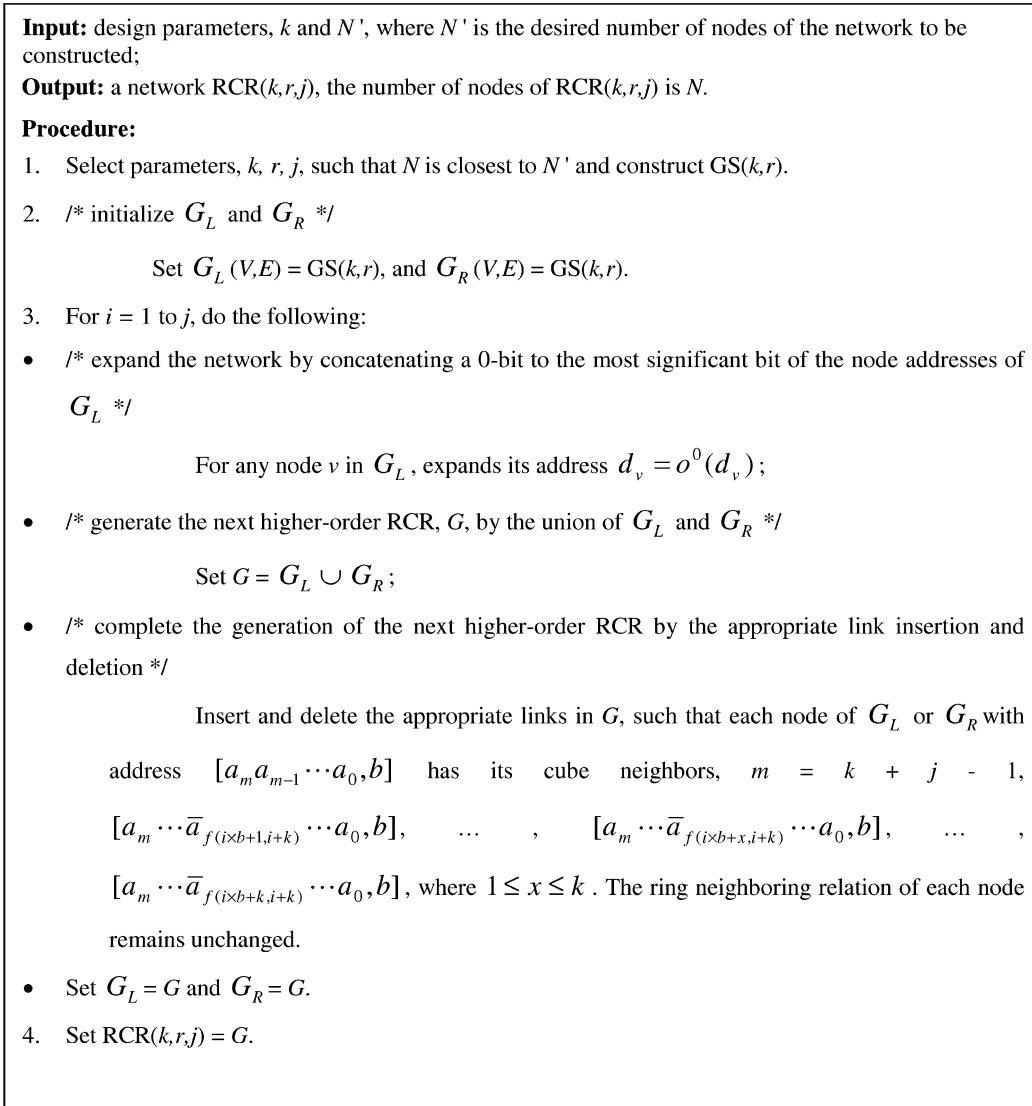 Input: design parameters, k and N', where N' is the desired number of nodes of the network to be
constructed;
Output: a network RCR(k,r,j), the number of nodes of RCR(k,r,j) is N.
Procedure:
1. Select parameters, k, r, j, such that N is closest to N' and construct GS(k,r).
2. /* initialize G_L and G_R */
Set G_L(V,E) = GS(k,r), and G_R(V,E) = GS(k,r).
3. For i = 1 to j, do the following:
• /* expand the network by concatenating a 0-bit to the most significant bit of the node addresses of
G_L */
For any node v in G_L, expands its address d_v = o^0(d_v);
• /* generate the next higher-order RCR, G, by the union of G_L and G_R */
Set G = G_L ∪ G_R;
• /* complete the generation of the next higher-order RCR by the appropriate link insertion and
deletion */
Insert and delete the appropriate links in G, such that each node of G_L or G_R with
address [a_m a_{m-1} ⋯ a_0, b] has its cube neighbors, m = k + j - 1,
[a_m ⋯ a̅_{f(i×b+1,i+k)} ⋯ a_0, b], ... , [a_m ⋯ a̅_{f(i×b+x,i+k)} ⋯ a_0, b], ... ,
[a_m ⋯ a̅_{f(i×b+k,i+k)} ⋯ a_0, b], where 1 ≤ x ≤ k. The ring neighboring relation of each node
remains unchanged.
• Set G_L = G and G_R = G.
4. Set RCR(k,r,j) = G.